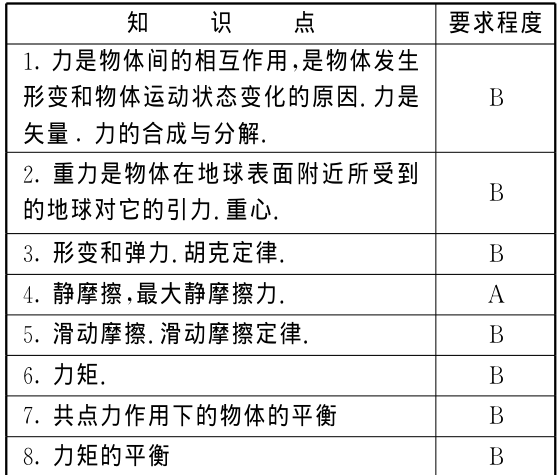 知 识 点 要求程度
1. 力是物体间的相互作用,是物体发生
形变和物体运动状态变化的原因. 力是
矢量. 力的合成与分解. B
2. 重力是物体在地球表面附近所受到
的地球对它的引力. 重心. B
3. 形变和弹力. 胡克定律. B
4. 静摩擦,最大静摩擦力. A
5. 滑动摩擦. 滑动摩擦定律. B
6. 力矩. B
7. 共点力作用下的物体的平衡 B
8. 力矩的平衡 B